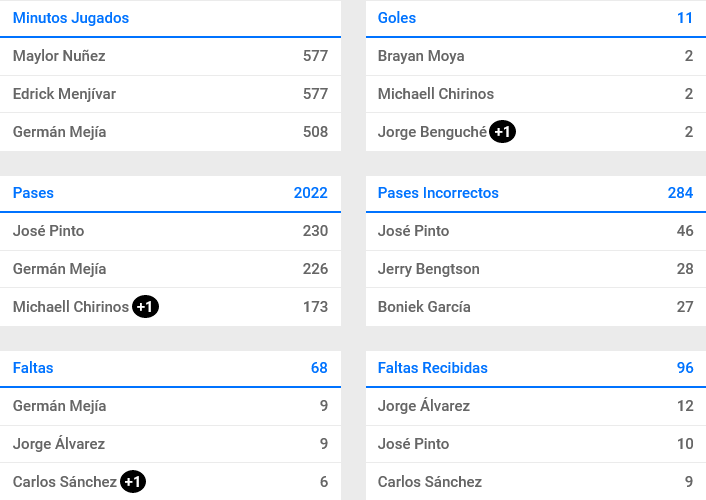 Minutos Jugados
Maylor Nuñez 577
Edrick Menjívar 577
Germán Mejía 508
Goles 11
Brayan Moya 2
Michaell Chirinos 2
Jorge Benguché +1 2
Pases 2022
José Pinto 230
Germán Mejía 226
Michaell Chirinos +1 173
Pases Incorrectos 284
José Pinto 46
Jerry Bengtson 28
Boniek García 27
Faltas 68
Germán Mejía 9
Jorge Álvarez 9
Carlos Sánchez +1 6
Faltas Recibidas 96
Jorge Álvarez 12
José Pinto 10
Carlos Sánchez 9